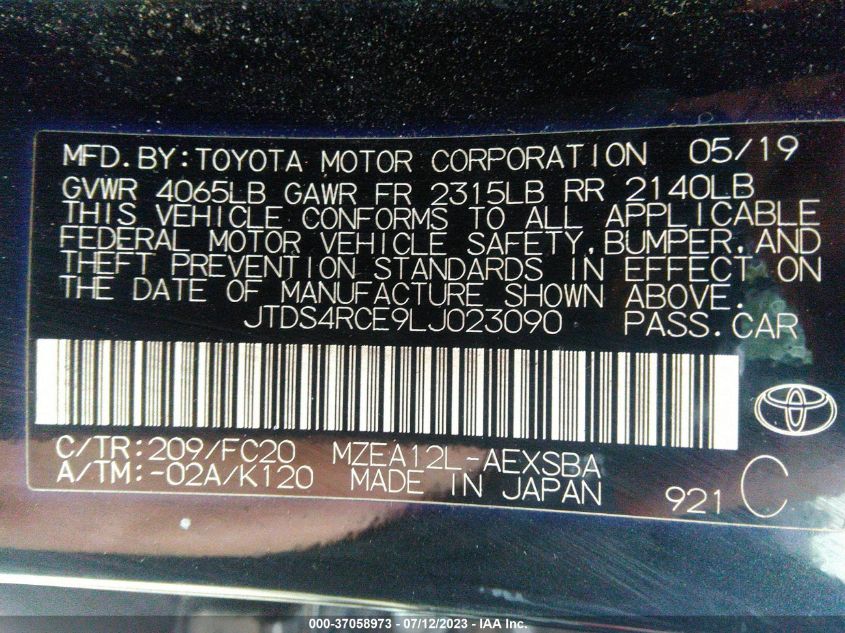 MFD.BY:TOYOTA MOTOR CORPORATION 05/19
GVWR 4065LB GAWR FR 2315LB RR 2140LB
THIS VEHICLE CONFORMS TO ALL APPLICABLE
FEDERAL MOTOR VEHICLE SAFETY,BUMPER,AND
THEFT PREVENTION STANDARDS IN EFFECT ON
THE DATE OF MANUFACTURE SHOWN ABOVE.
JTDS4RCE9LJ023090 PASS.CAR
C/TR:209/FC20 MZEA12L-AEXSBA
A/TM:-02A/K120 MADE IN JAPAN 921 C
000-37058973 - 07/12/2023 - IAA Inc.